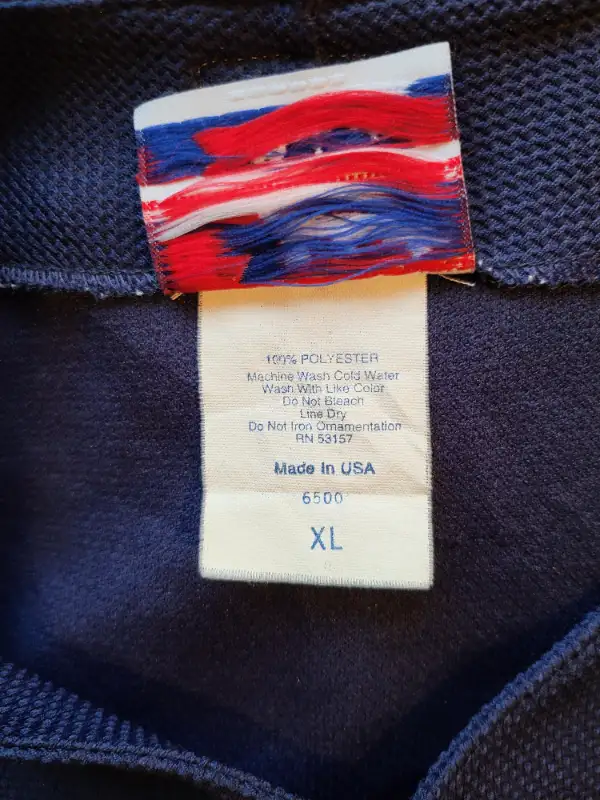 100% POLYESTER
Machine Wash Cold Water
Wash With Like Color
Do Not Bleach
Line Dry
Do Not Iron Ornamentation
RN 53157
Made In USA
6500
XL